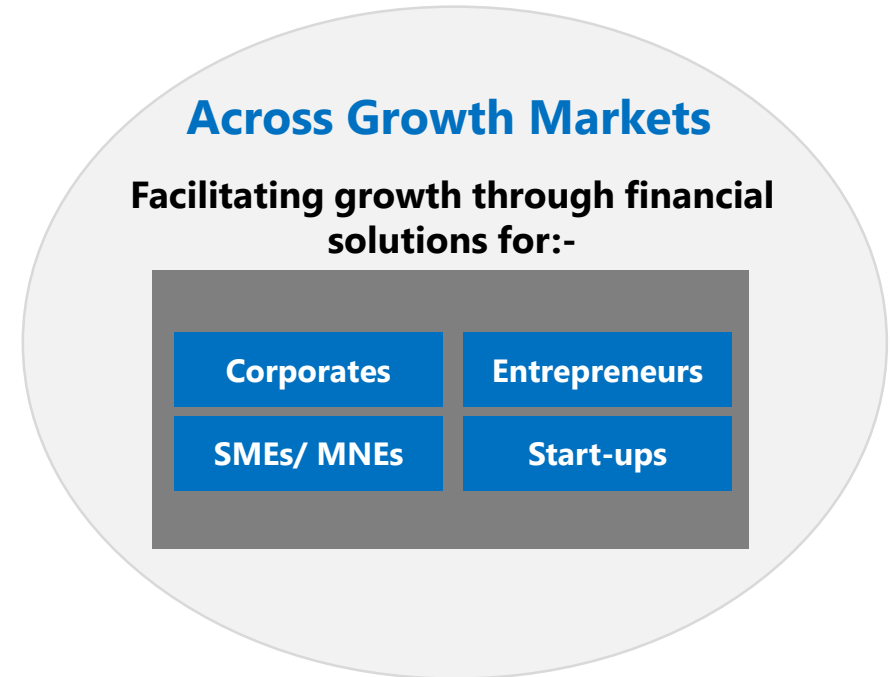 Across Growth Markets
Facilitating growth through financial
solutions for:-
Corporates
Entrepreneurs
SMEs/ MNEs
Start-ups